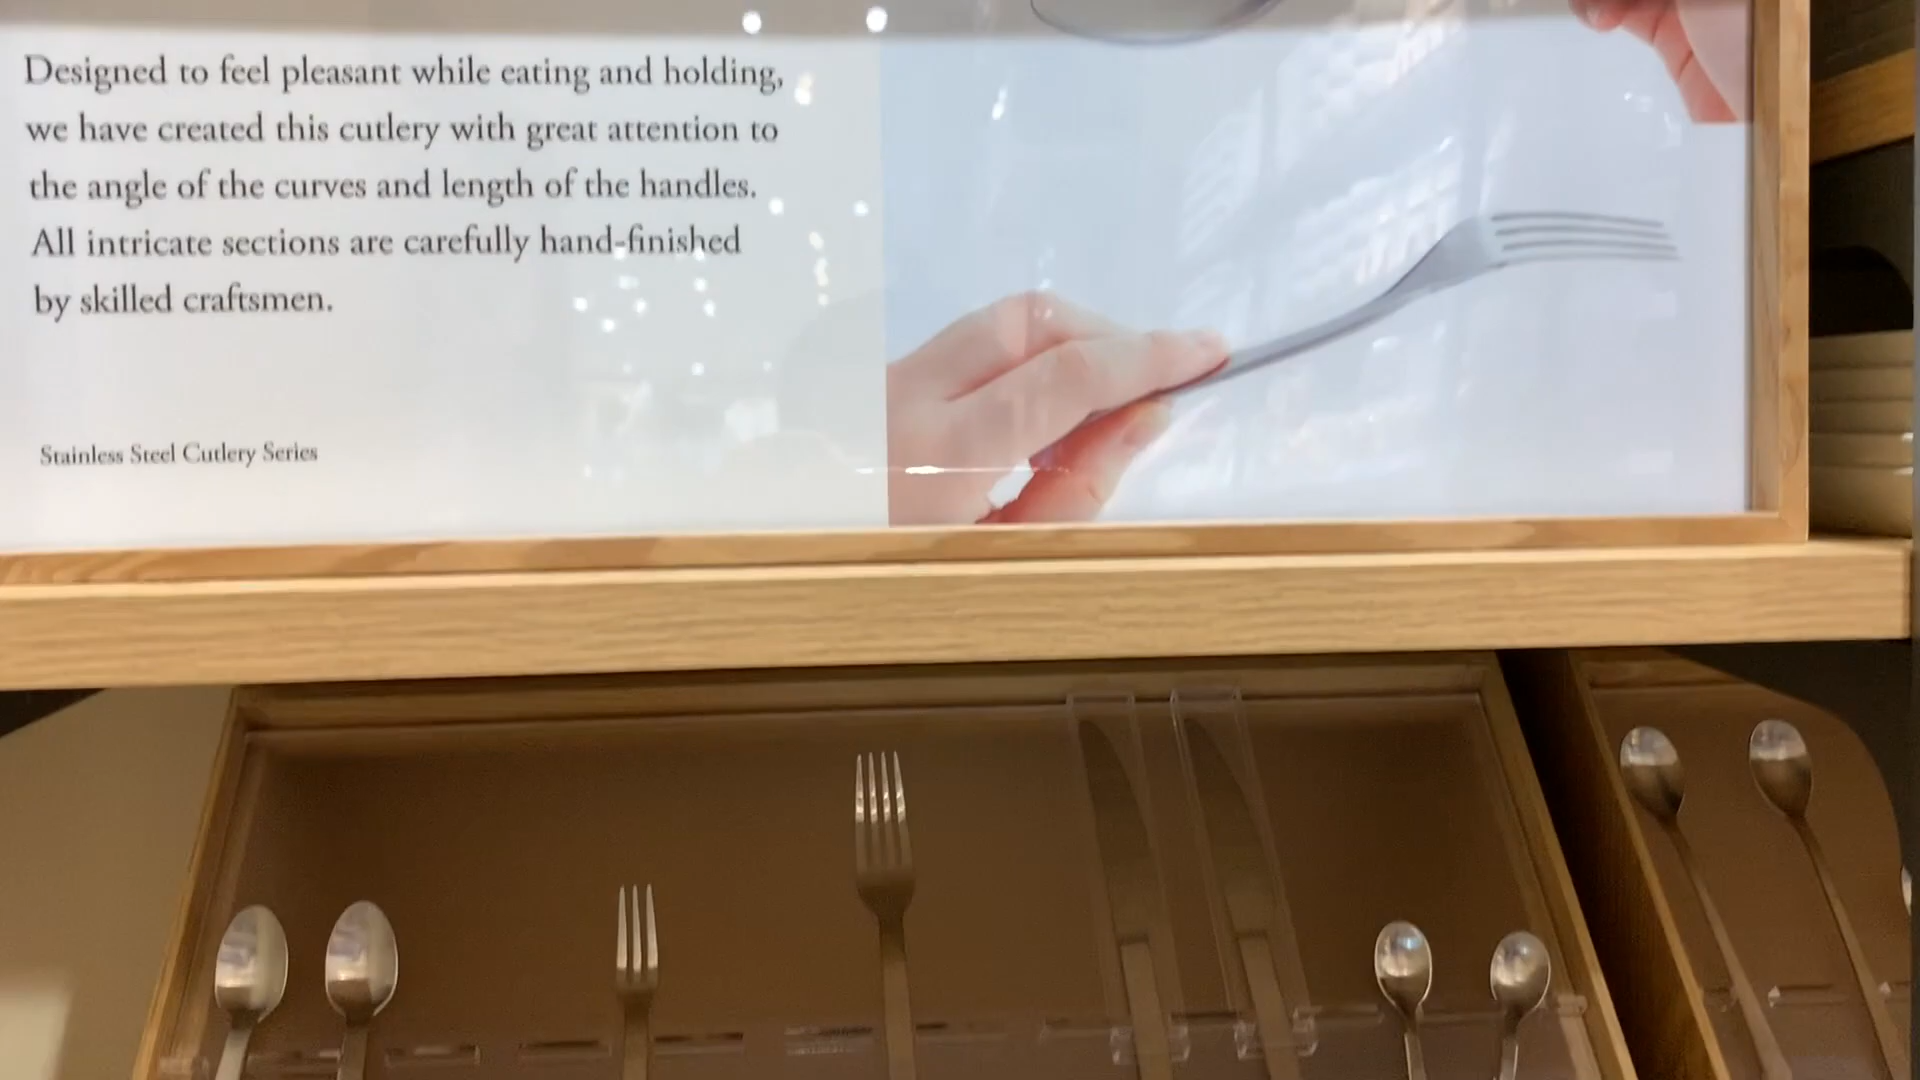 Designed to feel pleasant while eating and holding,
we have created this cutlery with great attention to
the angle of the curves and length of the handles.
All intricate sections are carefully hand-finished
by skilled craftsmen.
Stainless Steel Cutlery Series